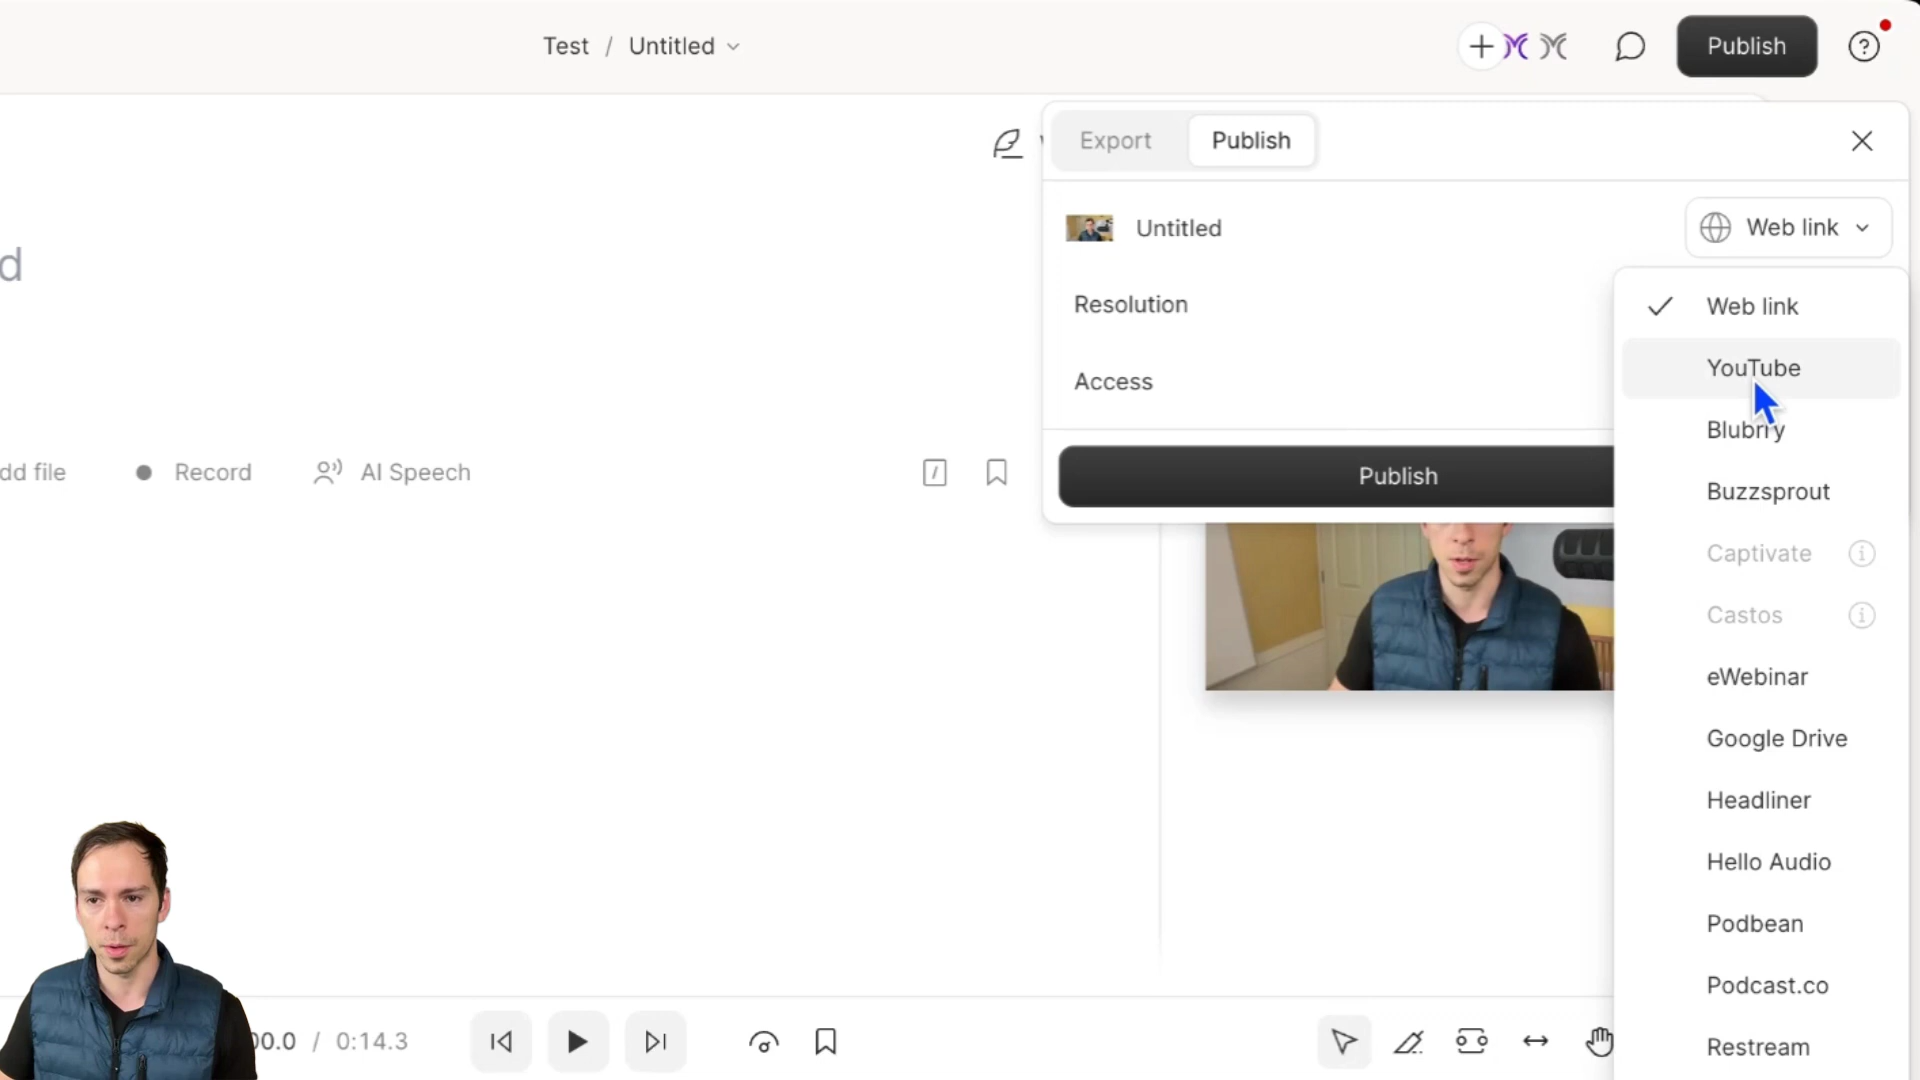 Test / Untitled
Publish
Export
Publish
Untitled
Web link
Resolution
Access
Publish
Web link
YouTube
Blubrry
Buzzsprout
Captivate
Castos
eWebinar
Google Drive
Headliner
Hello Audio
Podbean
Podcast.co
Restream
d
dd file
Record
AI Speech
00.0 / 0:14.3